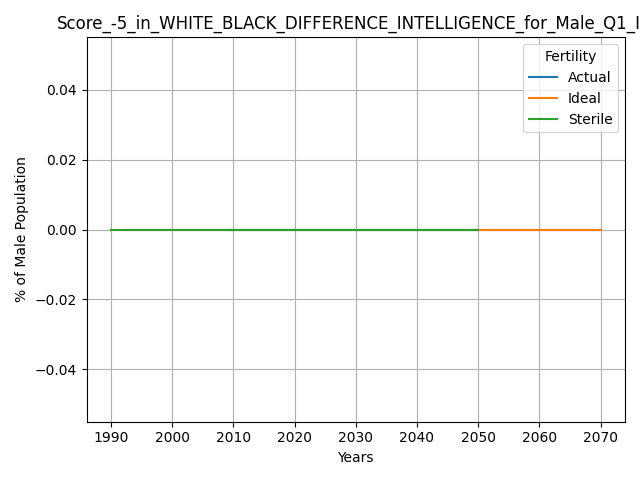 Score_-5_in_WHITE_BLACK_DIFFERENCE_INTELLIGENCE_for_Male_Q1_I
Fertility
Actual
Ideal
Sterile
% of Male Population
0.04
0.02
0.00
−0.02
−0.04
1990 2000 2010 2020 2030 2040 2050 2060 2070
Years